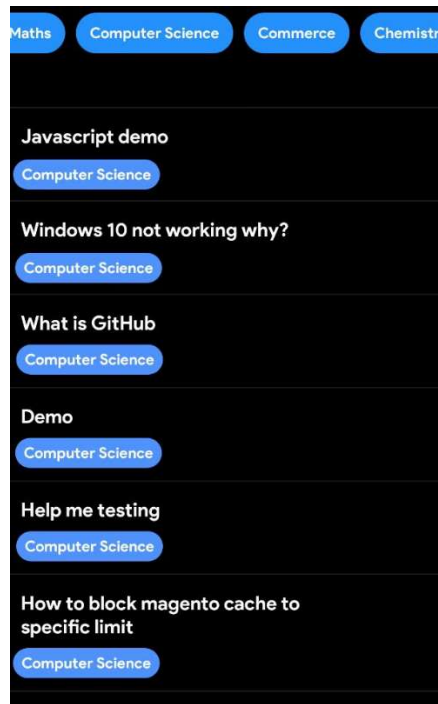 Maths Computer Science Commerce Chemistr
Javascript demo
Computer Science
Windows 10 not working why?
Computer Science
What is GitHub
Computer Science
Demo
Computer Science
Help me testing
Computer Science
How to block magento cache to
specific limit
Computer Science